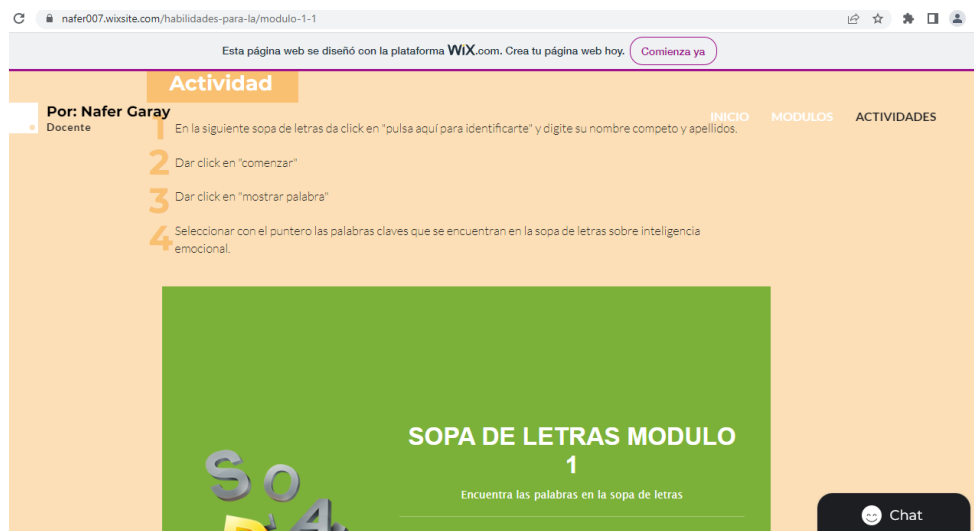 nafer007.wixsite.com/habilidades-para-la/modulo-1-1
Esta página web se diseñó con la plataforma WiX.com. Crea tu página web hoy. Comienza ya
Actividad
Por: Nafer Garay
Docente
INICIO MODULOS ACTIVIDADES
1 En la siguiente sopa de letras da click en "pulsa aquí para identificarte" y digite su nombre competo y apellidos.
2 Dar click en "comenzar"
3 Dar click en "mostrar palabra"
4 Seleccionar con el puntero las palabras claves que se encuentran en la sopa de letras sobre inteligencia
emocional.
SOPA DE LETRAS MODULO
1
Encuentra las palabras en la sopa de letras
Chat